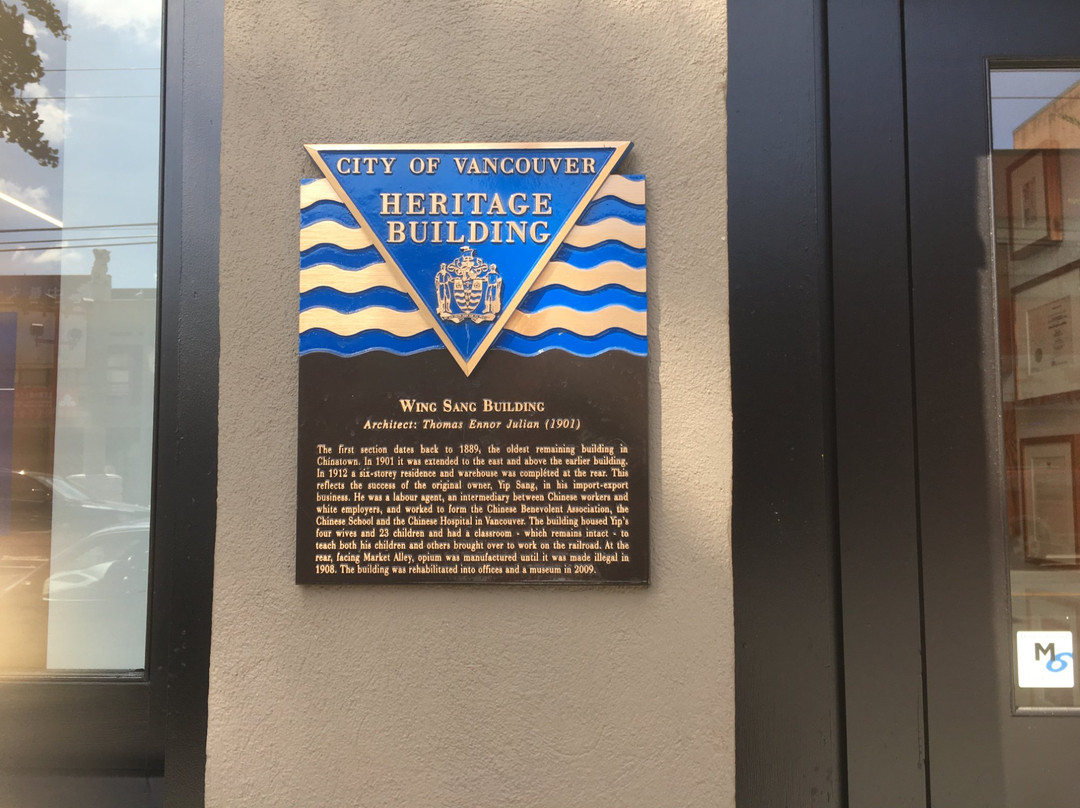 CITY OF VANCOUVER
HERITAGE
BUILDING
WING SANG BUILDING
Architect: Thomas Ennor Julian (1901)
The first section dates back to 1889, the oldest remaining building in
Chinatown. In 1901 it was extended to the east and above the earlier building.
In 1912 a six-storey residence and warehouse was completed at the rear. This
reflects the success of the original owner, Yip Sang, in his import-export
business. He was a labour agent, an intermediary between Chinese workers and
white employers, and worked to form the Chinese Benevolent Association, the
Chinese School and the Chinese Hospital in Vancouver. The building housed Yip's
four wives and 23 children and had a classroom - which remains intact - to
teach both his children and others brought over to work on the railroad. At the
rear, facing Market Alley, opium was manufactured until it was made illegal in
1908. The building was rehabilitated into offices and a museum in 2009.
M6